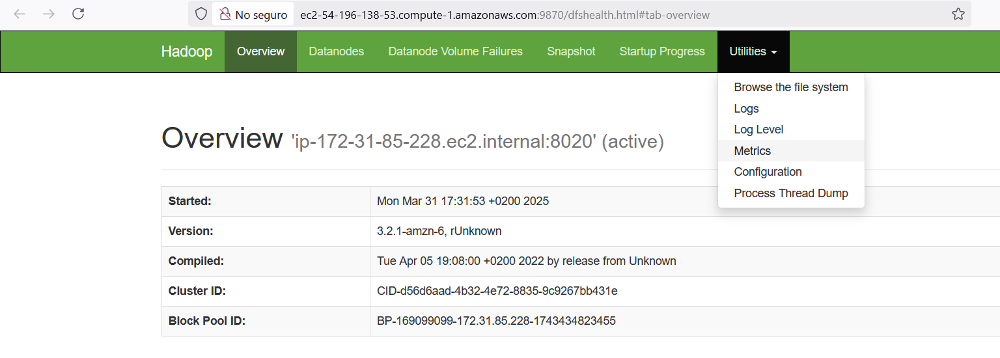 No seguro ec2-54-196-138-53.compute-1.amazonaws.com:9870/dfshealth.html#tab-overview
Hadoop Overview Datanodes Datanode Volume Failures Snapshot Startup Progress Utilities
Browse the file system
Logs
Log Level
Metrics
Configuration
Process Thread Dump
Overview 'ip-172-31-85-228.ec2.internal:8020' (active)
Started: Mon Mar 31 17:31:53 +0200 2025
Version: 3.2.1-amzn-6, rUnknown
Compiled: Tue Apr 05 19:08:00 +0200 2022 by release from Unknown
Cluster ID: CID-d56d6aad-4b32-4e72-8835-9c9267bb431e
Block Pool ID: BP-169099099-172.31.85.228-1743434823455